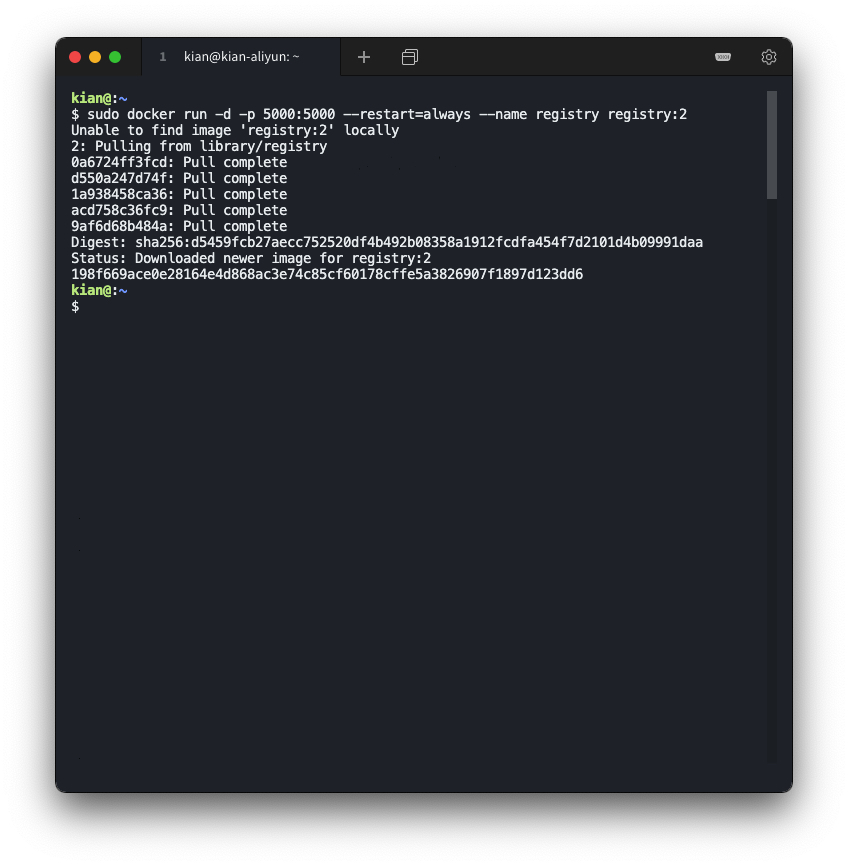 1 kian@kian-aliyun: ~
kian@:~
$ sudo docker run -d -p 5000:5000 --restart=always --name registry registry:2
Unable to find image 'registry:2' locally
2: Pulling from library/registry
0a6724ff3fcd: Pull complete
d550a247d74f: Pull complete
1a938458ca36: Pull complete
acd758c36fc9: Pull complete
9af6d68b484a: Pull complete
Digest: sha256:d5459fcb27aecc752520df4b492b08358a1912fcdfa454f7d2101d4b09991daa
Status: Downloaded newer image for registry:2
198f669ace0e28164e4d868ac3e74c85cf60178cffe5a3826907f1897d123dd6
kian@:~
$